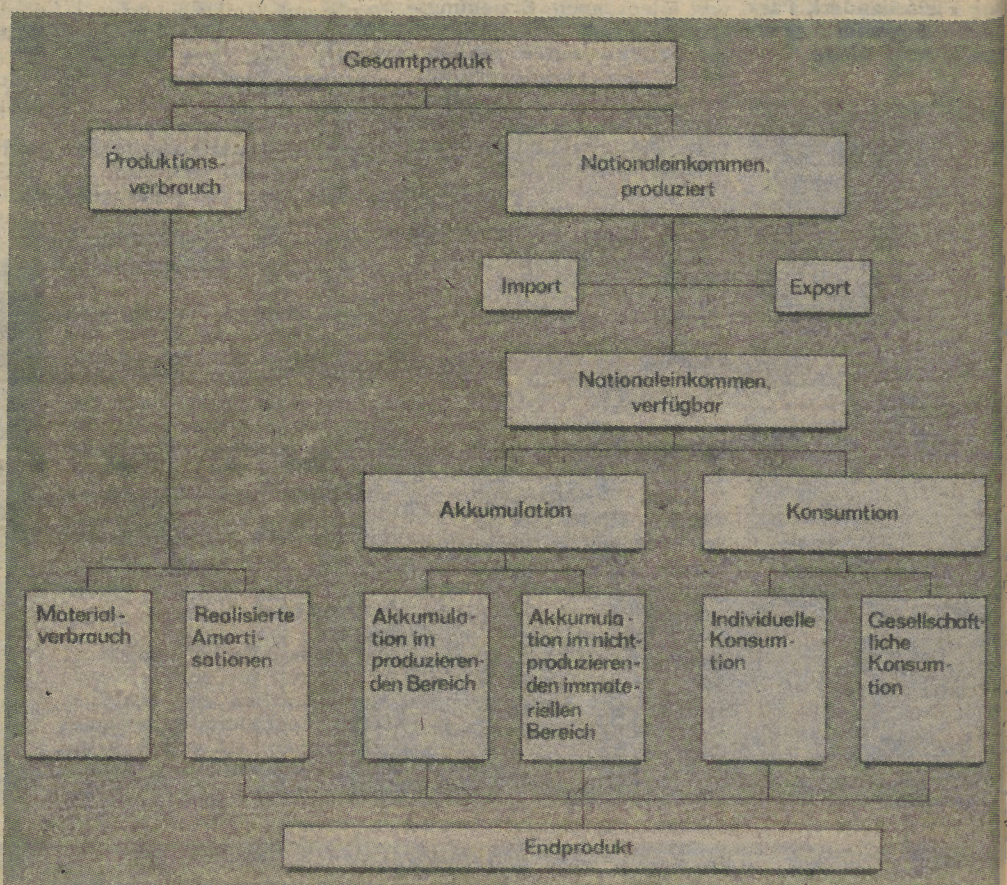 Gesamtprodukt
Produktions-
verbrauch
Nationaleinkommen,
produziert
Import
Export
Nationaleinkommen,
verfügbar
Akkumulation
Konsumtion
Material-
verbrauch
Realisierte
Amorti-
sationen
Akkumula-
tion im
produzieren-
den Bereich
Akkumula-
tion im nicht-
produzieren-
den immate-
riellen
Bereich
Individuelle
Konsum-
tion
Gesellschaft-
liche
Konsum-
tion
Endprodukt